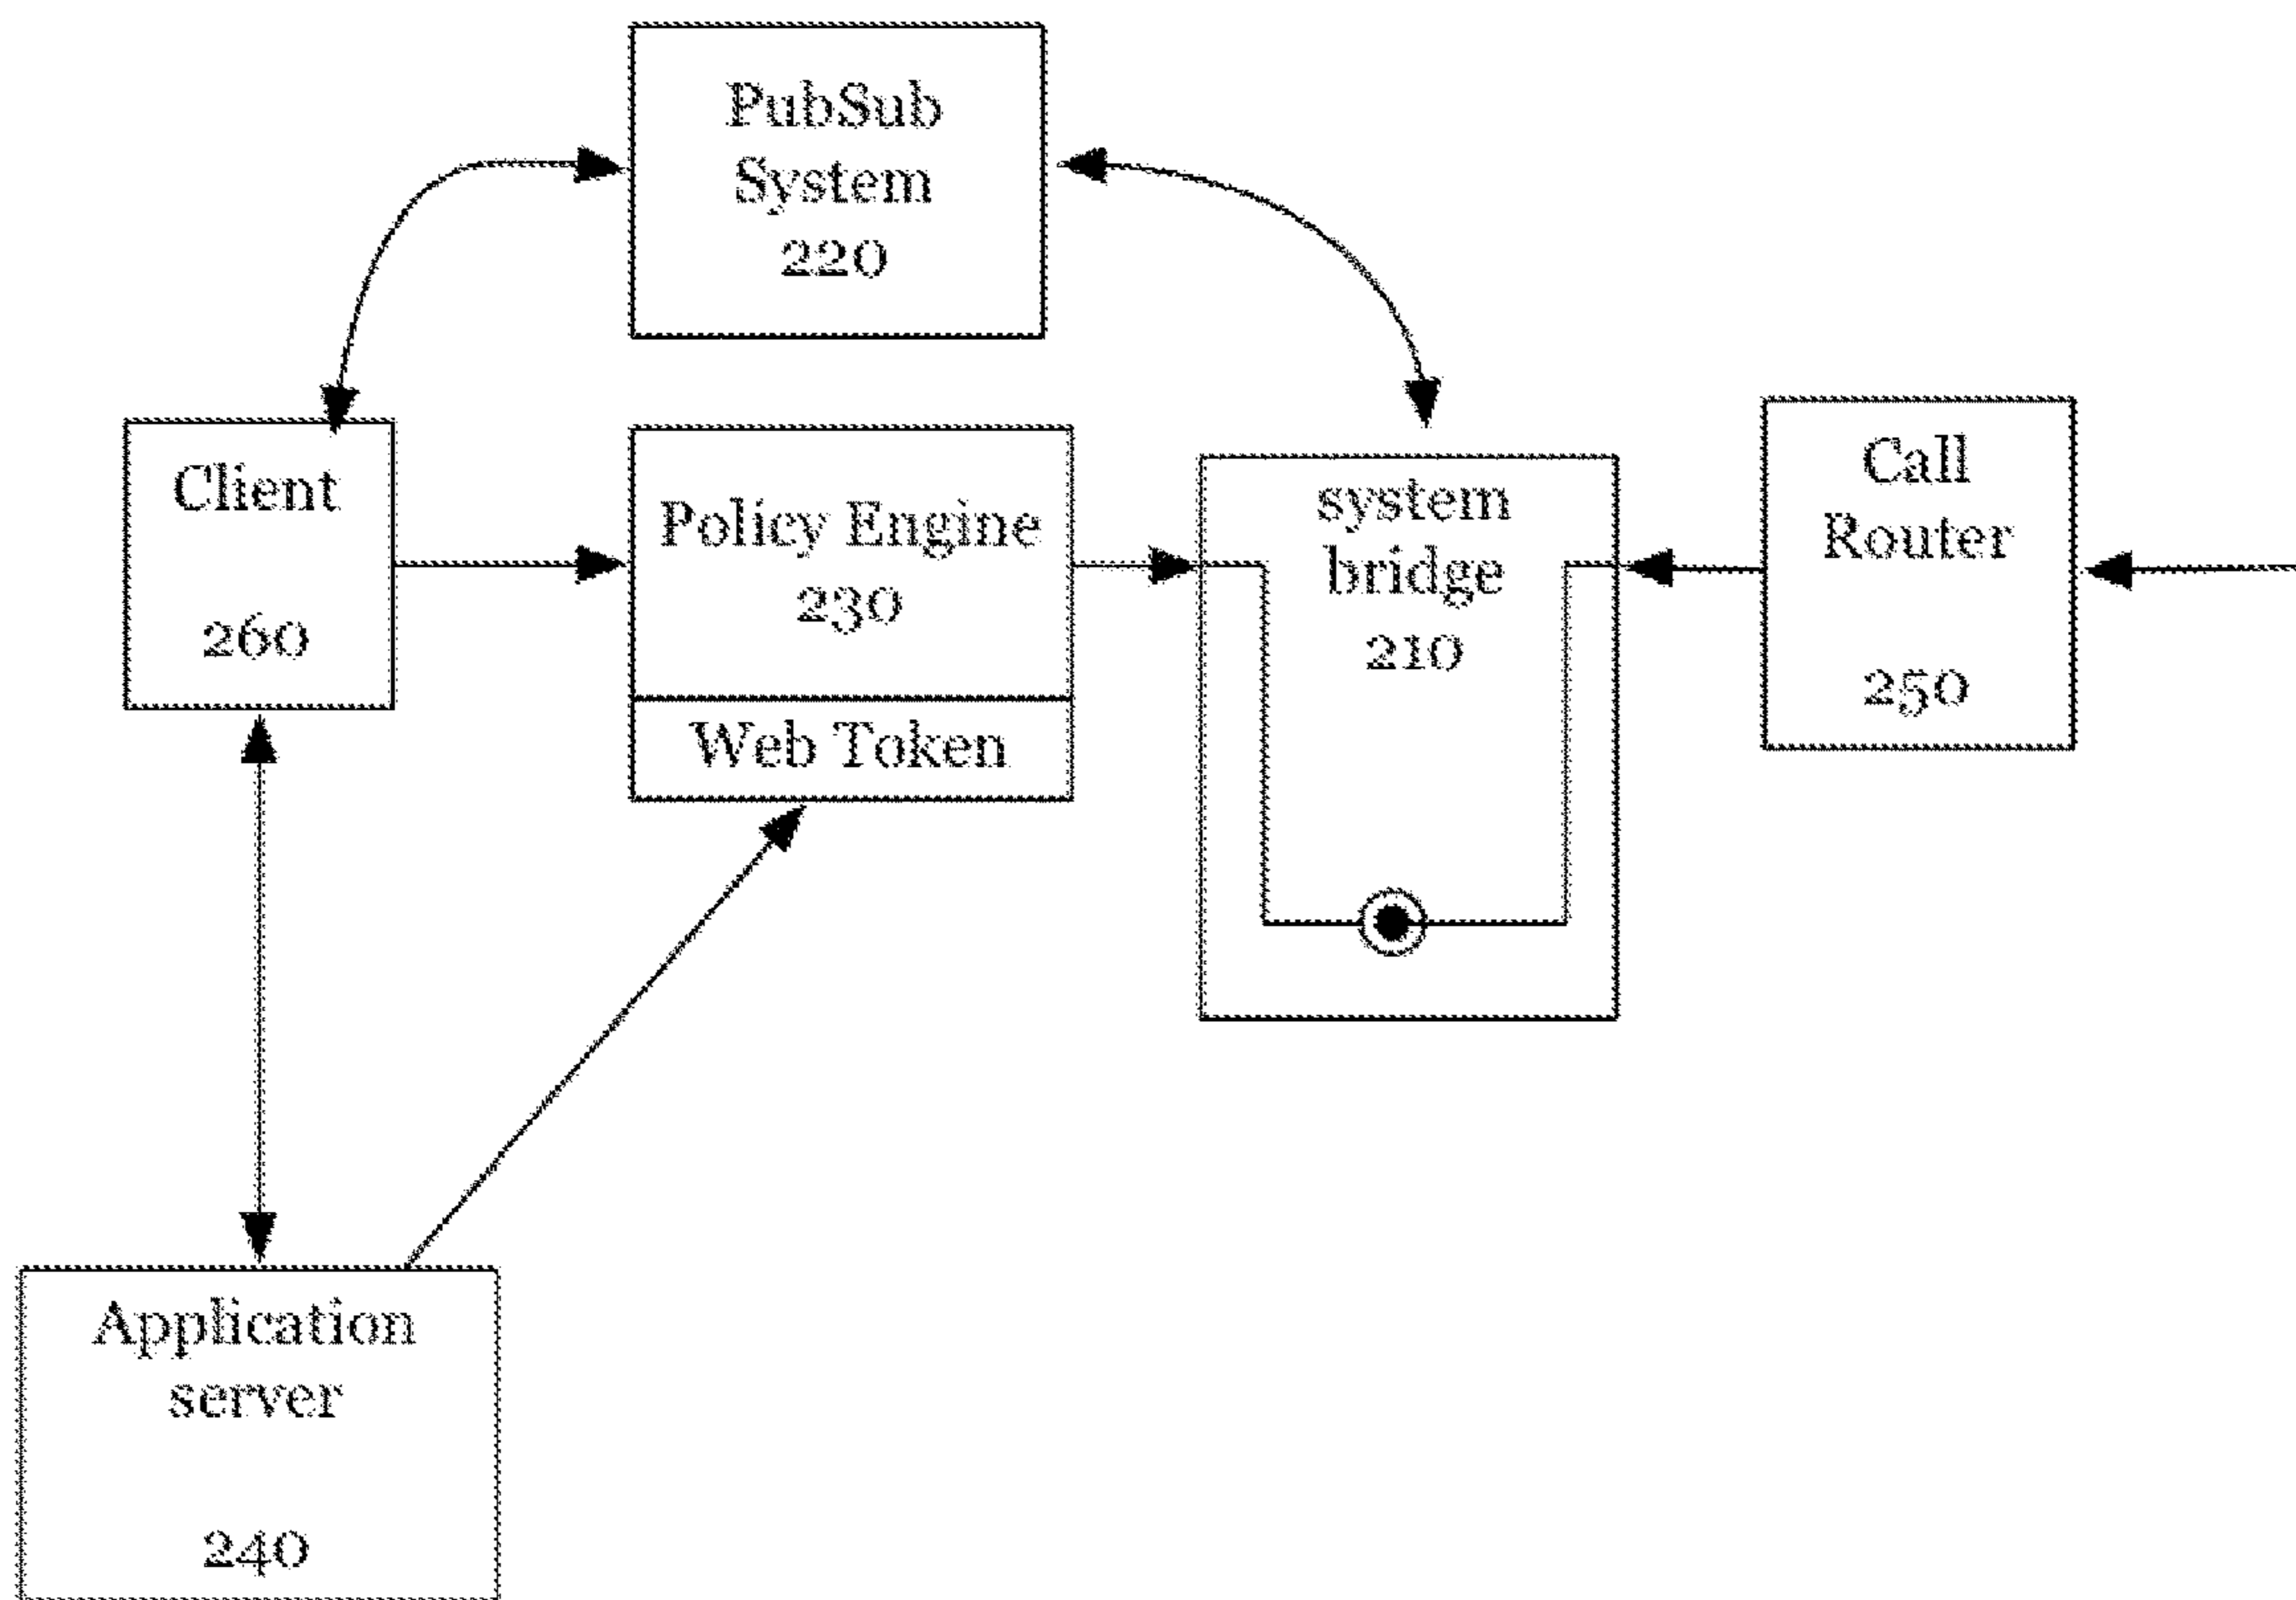 PubSub
System
220
Client
260
Policy Engine
230
Web Token
system
bridge
210
Call
Router
250
Application
server
240